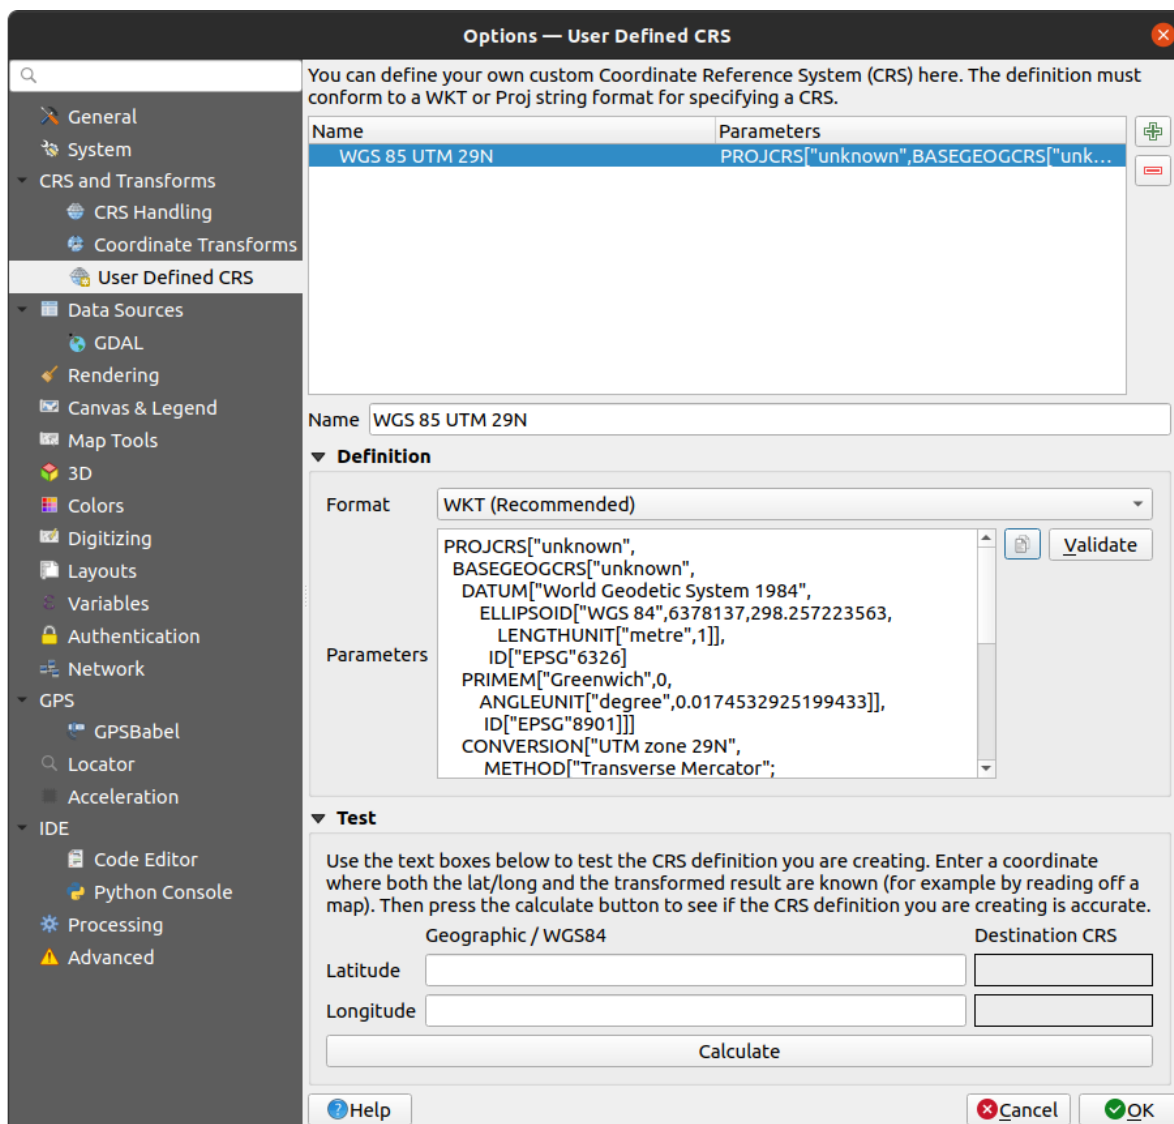 Options — User Defined CRS
General
System
CRS and Transforms
CRS Handling
Coordinate Transforms
User Defined CRS
Data Sources
GDAL
Rendering
Canvas & Legend
Map Tools
3D
Colors
Digitizing
Layouts
Variables
Authentication
Network
GPS
GPSBabel
Locator
Acceleration
IDE
Code Editor
Python Console
Processing
Advanced
You can define your own custom Coordinate Reference System (CRS) here. The definition must
conform to a WKT or Proj string format for specifying a CRS.
Name Parameters
WGS 85 UTM 29N PROJCRS["unknown",BASEGEOGCRS["unk...
Name WGS 85 UTM 29N
Definition
Format WKT (Recommended)
Parameters
PROJCRS["unknown",
BASEGEOGCRS["unknown",
DATUM["World Geodetic System 1984",
ELLIPSOID["WGS 84",6378137,298.257223563,
LENGTHUNIT["metre",1]],
ID["EPSG"6326]
PRIMEM["Greenwich",0,
ANGLEUNIT["degree",0.0174532925199433]],
ID["EPSG"8901]]]
CONVERSION["UTM zone 29N",
METHOD["Transverse Mercator";
Validate
Test
Use the text boxes below to test the CRS definition you are creating. Enter a coordinate
where both the lat/long and the transformed result are known (for example by reading off a
map). Then press the calculate button to see if the CRS definition you are creating is accurate.
Geographic / WGS84 Destination CRS
Latitude
Longitude
Calculate
Help Cancel OK